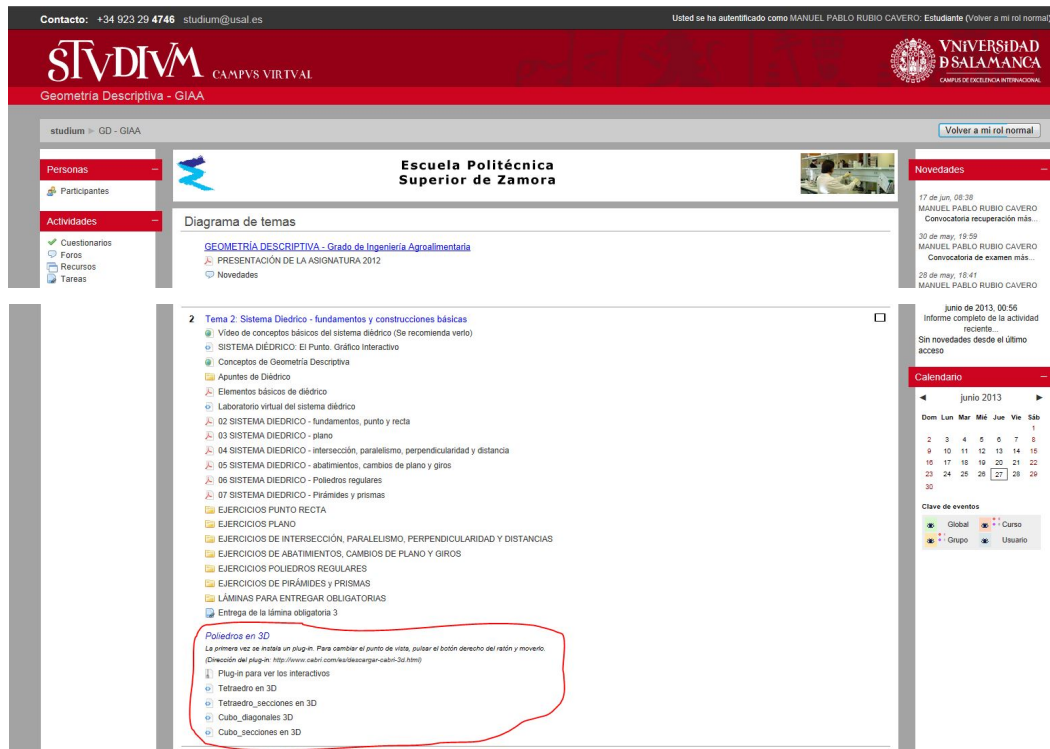 Contacto: +34 923 29 4746 studium@usal.es
Usted se ha autentificado como MANUEL PABLO RUBIO CAVERO: Estudiante (Volver a mi rol normal)
STVDIVM CAMPVS VIRTVAL
VNiVERSiDAD
D SALAMANCA
CAMPUS DE EXCELENCIA INTERNACIONAL
Geometría Descriptiva - GIAA
studium ► GD - GIAA
Volver a mi rol normal
Personas
Participantes
Actividades
Cuestionarios
Foros
Recursos
Tareas
Escuela Politécnica
Superior de Zamora
Diagrama de temas
GEOMETRÍA DESCRIPTIVA - Grado de Ingeniería Agroalimentaria
PRESENTACIÓN DE LA ASIGNATURA 2012
Novedades
2 Tema 2: Sistema Diedrico - fundamentos y construcciones básicas
Vídeo de conceptos básicos del sistema diédrico (Se recomienda verlo)
SISTEMA DIÉDRICO: El Punto. Gráfico Interactivo
Conceptos de Geometría Descriptiva
Apuntes de Diédrico
Elementos básicos de diédrico
Laboratorio virtual del sistema diédrico
02 SISTEMA DIEDRICO - fundamentos, punto y recta
03 SISTEMA DIEDRICO - plano
04 SISTEMA DIEDRICO - intersección, paralelismo, perpendicularidad y distancia
05 SISTEMA DIEDRICO - abatimientos, cambios de plano y giros
06 SISTEMA DIEDRICO - Poliedros regulares
07 SISTEMA DIEDRICO - Pirámides y prismas
EJERCICIOS PUNTO RECTA
EJERCICIOS PLANO
EJERCICIOS DE INTERSECCIÓN, PARALELISMO, PERPENDICULARIDAD Y DISTANCIAS
EJERCICIOS DE ABATIMIENTOS, CAMBIOS DE PLANO Y GIROS
EJERCICIOS POLIEDROS REGULARES
EJERCICIOS DE PIRÁMIDES y PRISMAS
LÁMINAS PARA ENTREGAR OBLIGATORIAS
Entrega de la lámina obligatoria 3
Poliedros en 3D
La primera vez se instala un plug-in. Para cambiar el punto de vista, pulsar el botón derecho del ratón y moverlo.
(Dirección del plug-in: http://www.cabri.com/es/descargar-cabri-3d.html)
Plug-in para ver los interactivos
Tetraedro en 3D
Tetraedro_secciones en 3D
Cubo_diagonales 3D
Cubo_secciones en 3D
Novedades
17 de jun, 08:38
MANUEL PABLO RUBIO CAVERO
Convocatoria recuperación más...
30 de may, 19:59
MANUEL PABLO RUBIO CAVERO
Convocatoria de examen más...
28 de may, 18:41
MANUEL PABLO RUBIO CAVERO
junio de 2013, 00:56
Informe completo de la actividad
reciente...
Sin novedades desde el último
acceso
Calendario
◄ junio 2013 ►
Dom Lun Mar Mié Jue Vie Sáb
1
2 3 4 5 6 7 8
9 10 11 12 13 14 15
16 17 18 19 20 21 22
23 24 25 26 27 28 29
30
Clave de eventos
Global Curso
Grupo Usuario